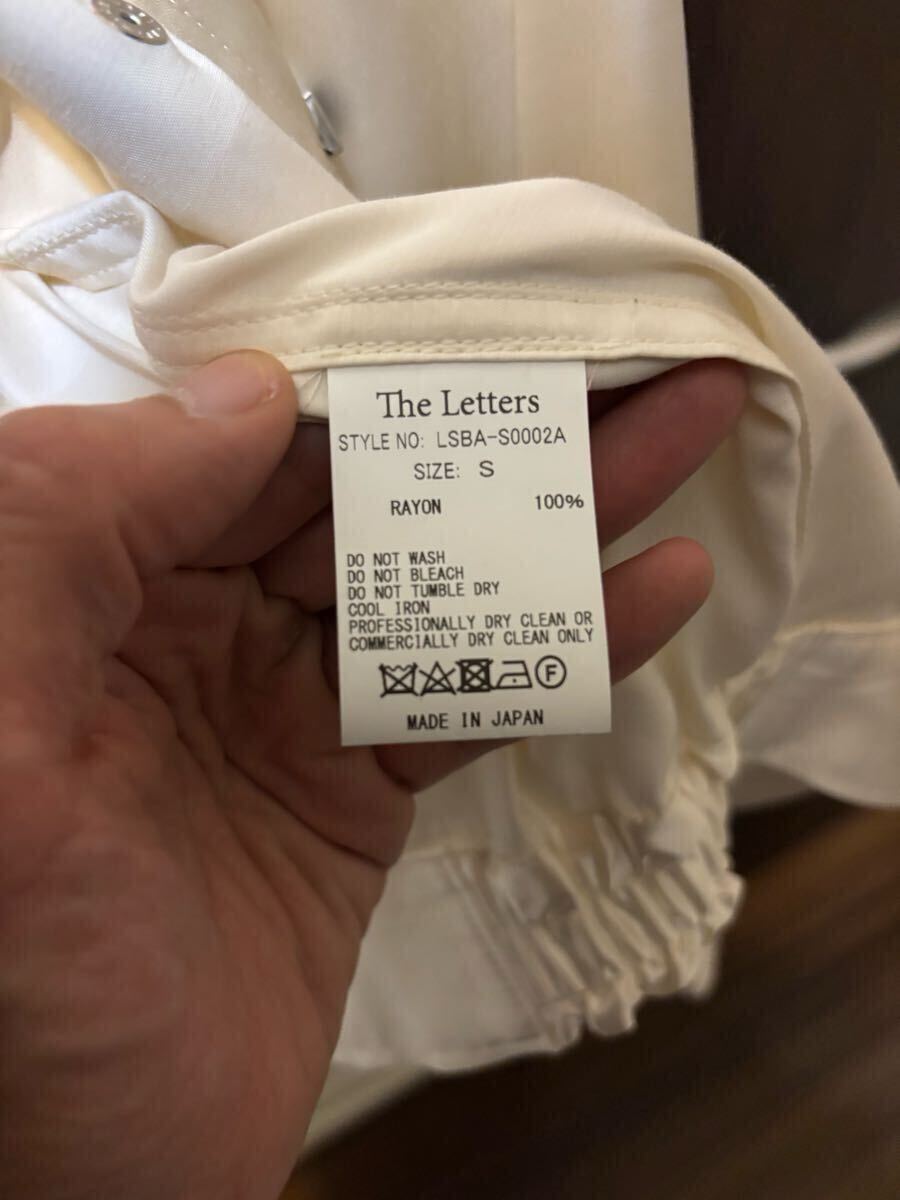 The Letters
STYLE NO: LSBA-S0002A
SIZE: S
RAYON 100%
DO NOT WASH
DO NOT BLEACH
DO NOT TUMBLE DRY
COOL IRON
PROFESSIONALLY DRY CLEAN OR
COMMERCIALLY DRY CLEAN ONLY
F
MADE IN JAPAN